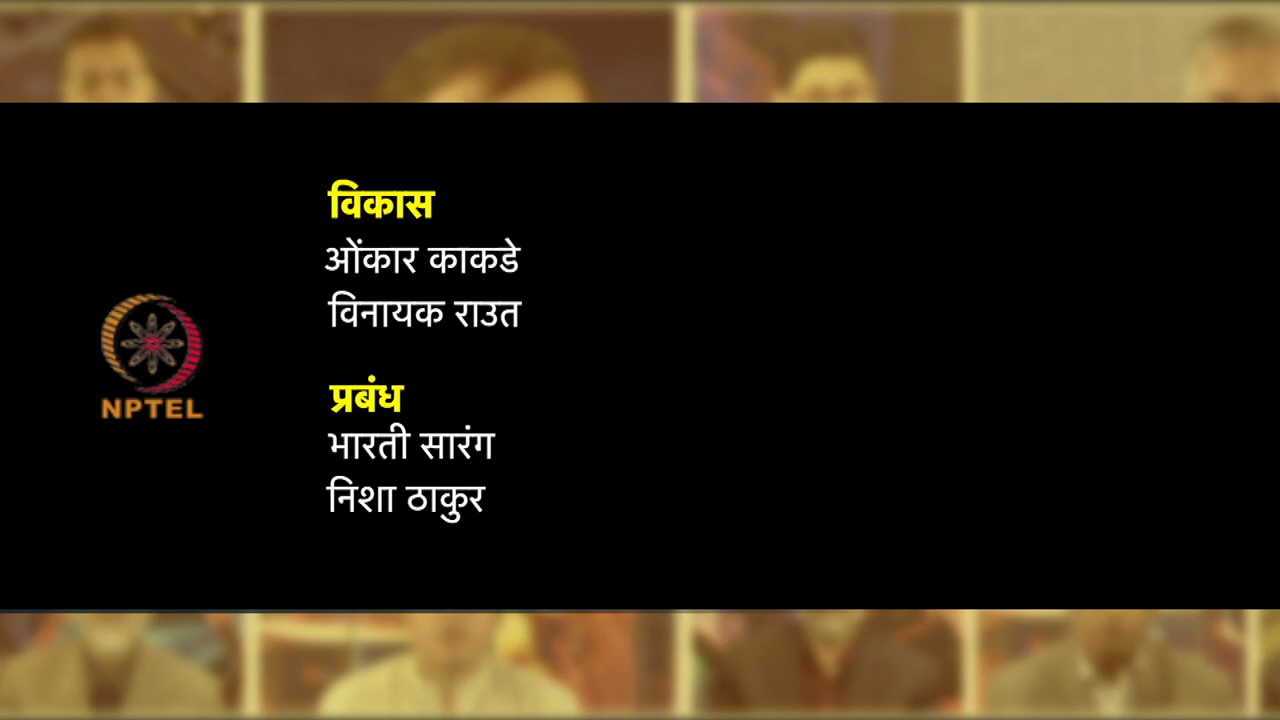 विकास
ओंकार काकडे
विनायक राउत
NPTEL
प्रबंध
भारती सारंग
निशा ठाकुर